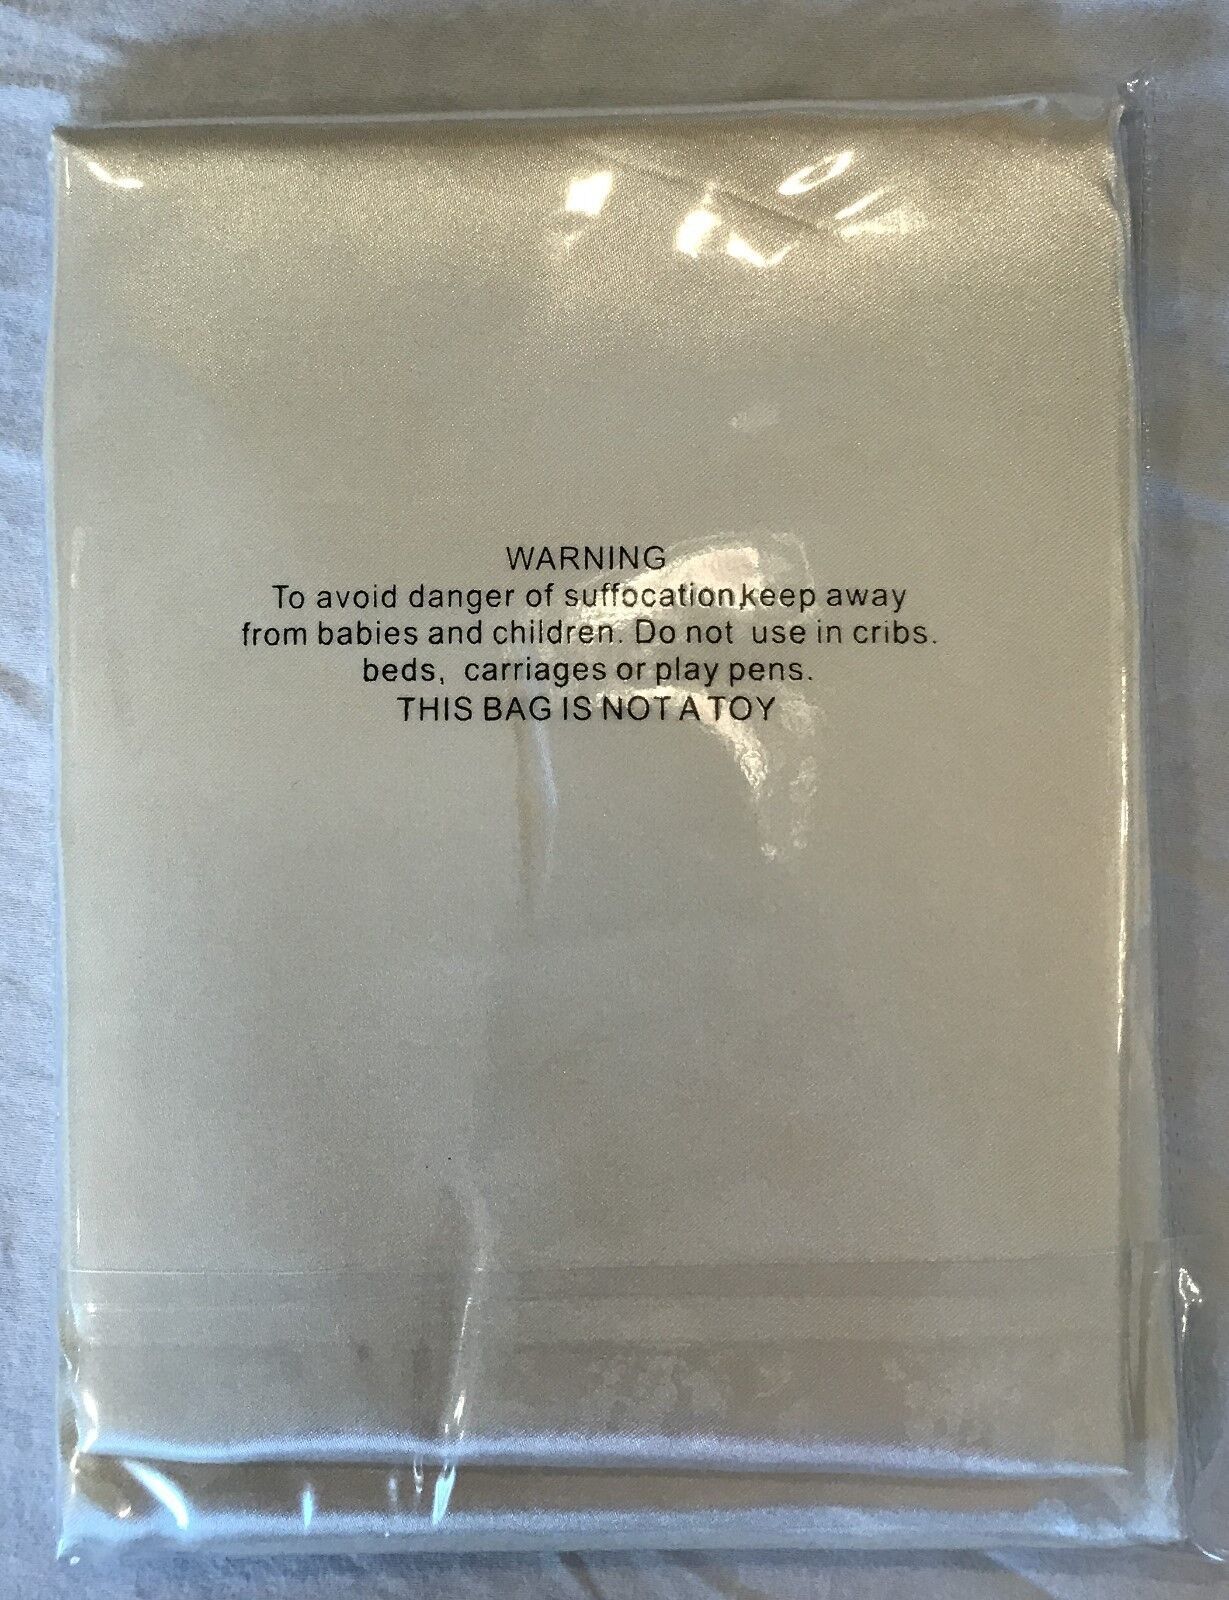 WARNING
To avoid danger of suffocation,keep away
from babies and children. Do not use in cribs.
beds, carriages or play pens.
THIS BAG IS NOT A TOY